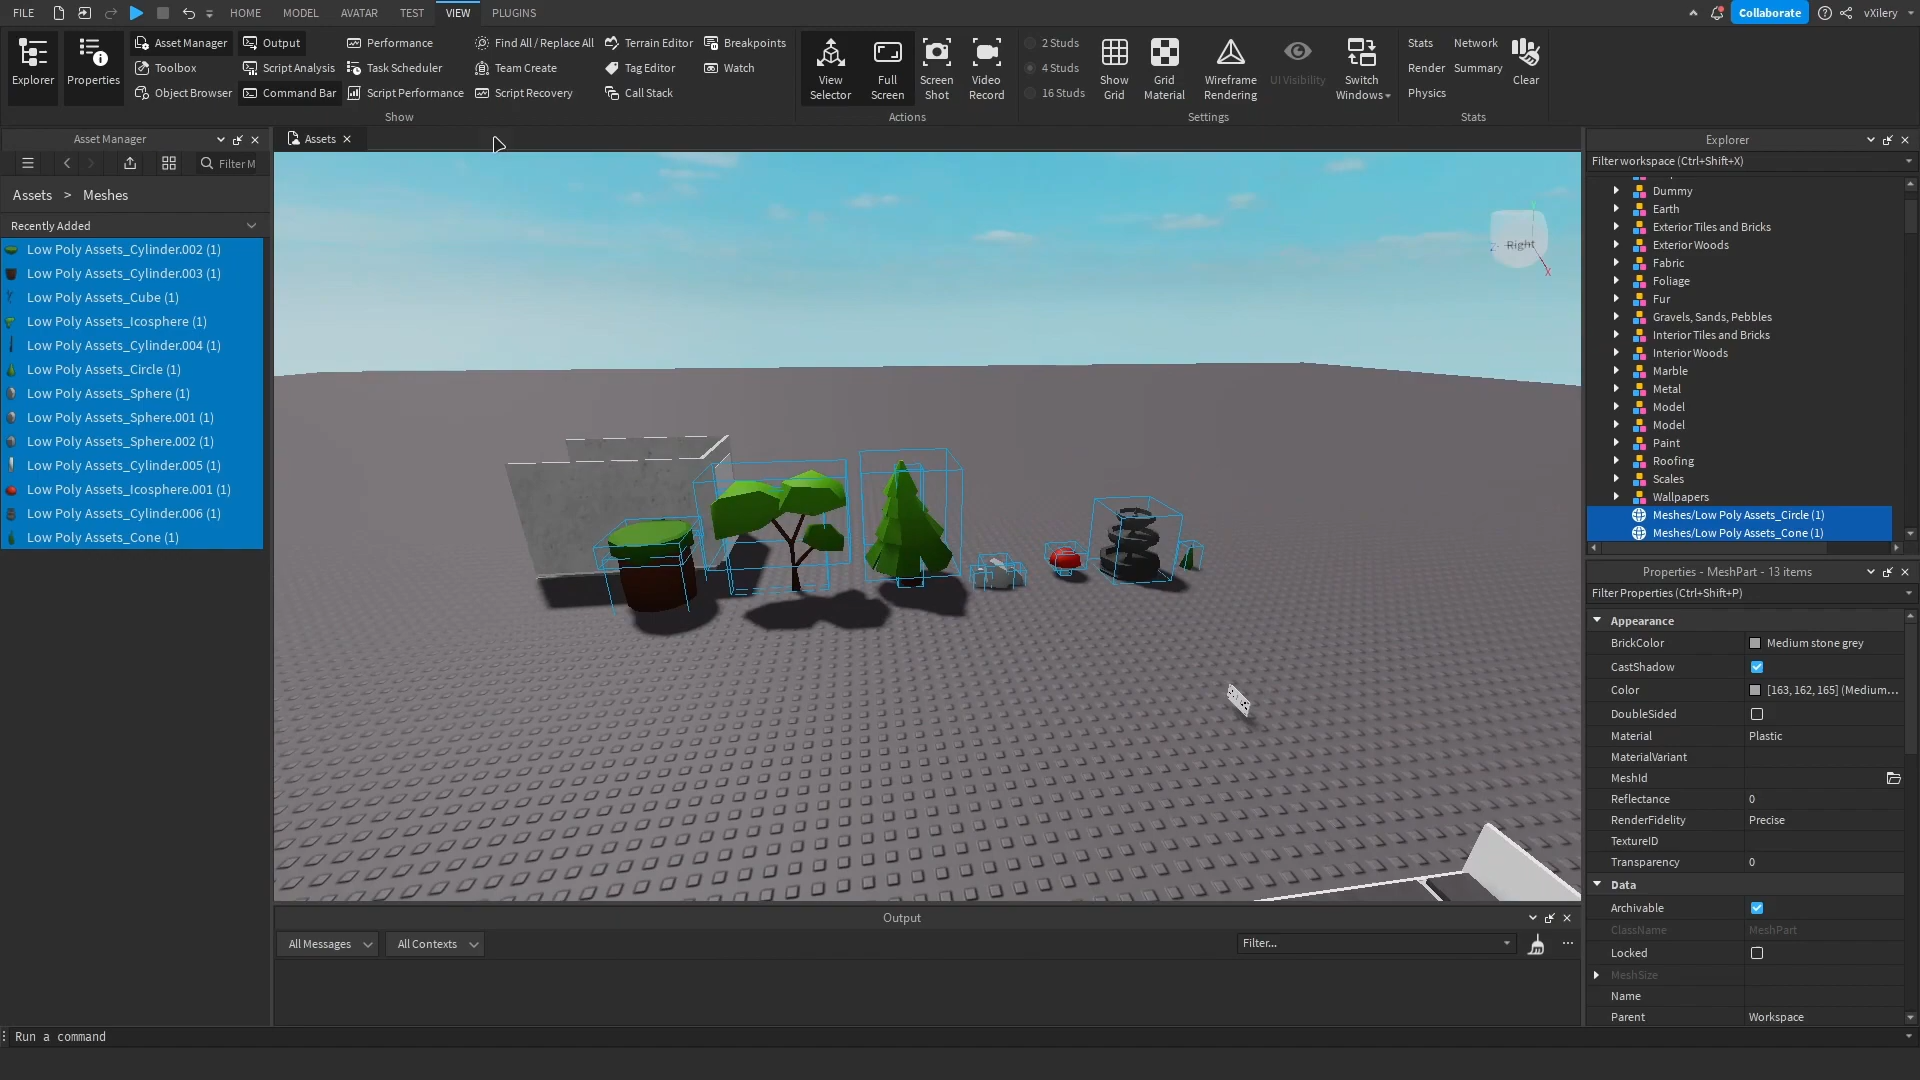 FILE
HOME
MODEL
AVATAR
TEST
VIEW
PLUGINS
Collaborate
vXilery
Explorer
Properties
Asset Manager
Toolbox
Object Browser
Output
Script Analysis
Command Bar
Performance
Task Scheduler
Script Performance
Find All / Replace All
Team Create
Script Recovery
Terrain Editor
Tag Editor
Call Stack
Breakpoints
Watch
Show
View
Selector
Full
Screen
Screen
Shot
Video
Record
Actions
2 Studs
4 Studs
16 Studs
Show
Grid
Grid
Material
Wireframe
Rendering
UI Visibility
Switch
Windows
Settings
Stats
Network
Render
Summary
Physics
Clear
Stats
Asset Manager
Filter M
Assets > Meshes
Recently Added
Low Poly Assets_Cylinder.002 (1)
Low Poly Assets_Cylinder.003 (1)
Low Poly Assets_Cube (1)
Low Poly Assets_Icosphere (1)
Low Poly Assets_Cylinder.004 (1)
Low Poly Assets_Circle (1)
Low Poly Assets_Sphere (1)
Low Poly Assets_Sphere.001 (1)
Low Poly Assets_Sphere.002 (1)
Low Poly Assets_Cylinder.005 (1)
Low Poly Assets_Icosphere.001 (1)
Low Poly Assets_Cylinder.006 (1)
Low Poly Assets_Cone (1)
Assets
Right
Y
Z
X
Output
All Messages
All Contexts
Filter...
Explorer
Filter workspace (Ctrl+Shift+X)
Dummy
Earth
Exterior Tiles and Bricks
Exterior Woods
Fabric
Foliage
Fur
Gravels, Sands, Pebbles
Interior Tiles and Bricks
Interior Woods
Marble
Metal
Model
Model
Paint
Roofing
Scales
Wallpapers
Meshes/Low Poly Assets_Circle (1)
Meshes/Low Poly Assets_Cone (1)
Properties - MeshPart - 13 items
Filter Properties (Ctrl+Shift+P)
Appearance
BrickColor Medium stone grey
CastShadow
Color [163, 162, 165] (Medium...
DoubleSided
Material Plastic
MaterialVariant
MeshId
Reflectance 0
RenderFidelity Precise
TextureID
Transparency 0
Data
Archivable
ClassName MeshPart
Locked
MeshSize
Name
Parent Workspace
Run a command